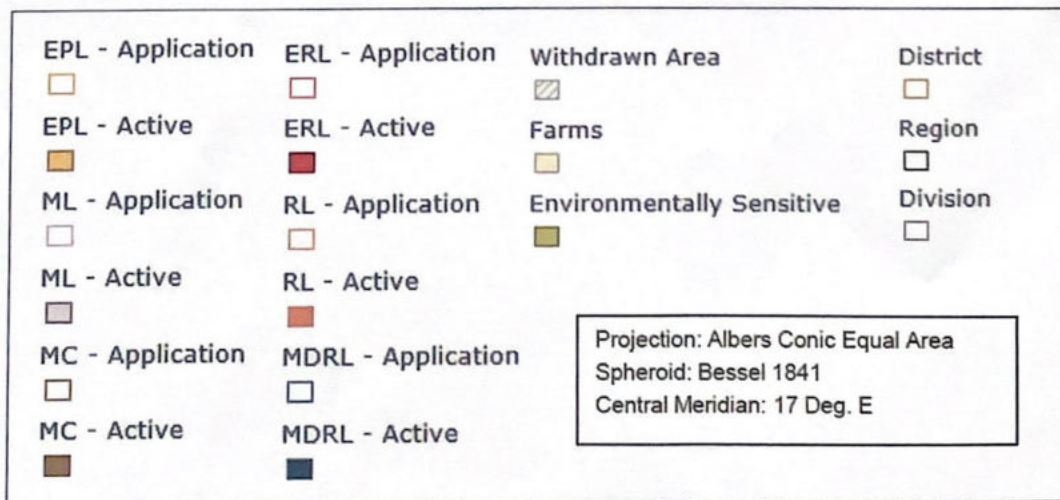 EPL - Application
EPL - Active
ML - Application
ML - Active
MC - Application
MC - Active
ERL - Application
ERL - Active
RL - Application
RL - Active
MDRL - Application
MDRL - Active
Withdrawn Area
Farms
Environmentally Sensitive
District
Region
Division
Projection: Albers Conic Equal Area
Spheroid: Bessel 1841
Central Meridian: 17 Deg. E